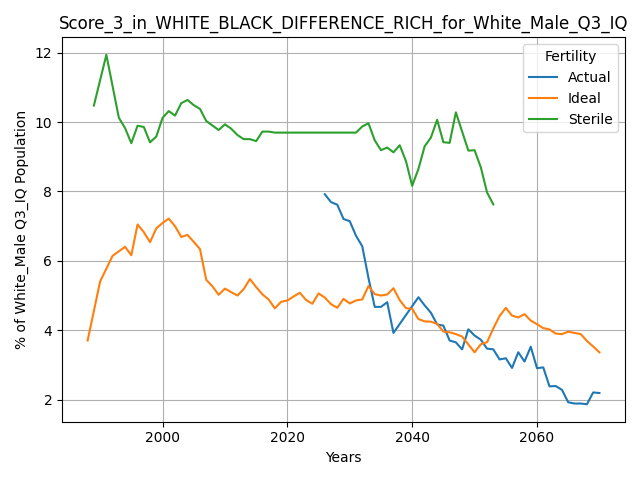 Score_3_in_WHITE_BLACK_DIFFERENCE_RICH_for_White_Male_Q3_IQ
Fertility
Actual
Ideal
Sterile
% of White_Male Q3_IQ Population
12
10
8
6
4
2
2000 2020 2040 2060
Years